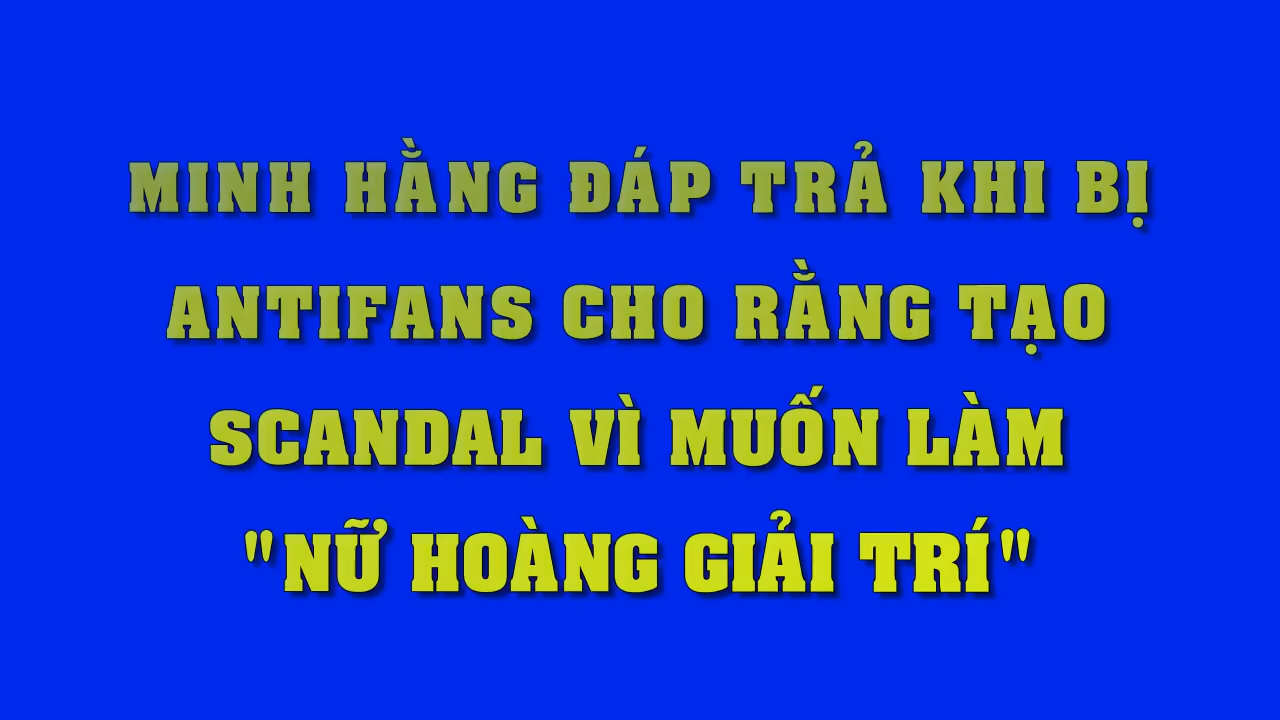 MINH HẰNG ĐÁP TRẢ KHI BỊ
ANTIFANS CHO RẰNG TẠO
SCANDAL VÌ MUỐN LÀM
"NỮ HOÀNG GIẢI TRÍ"